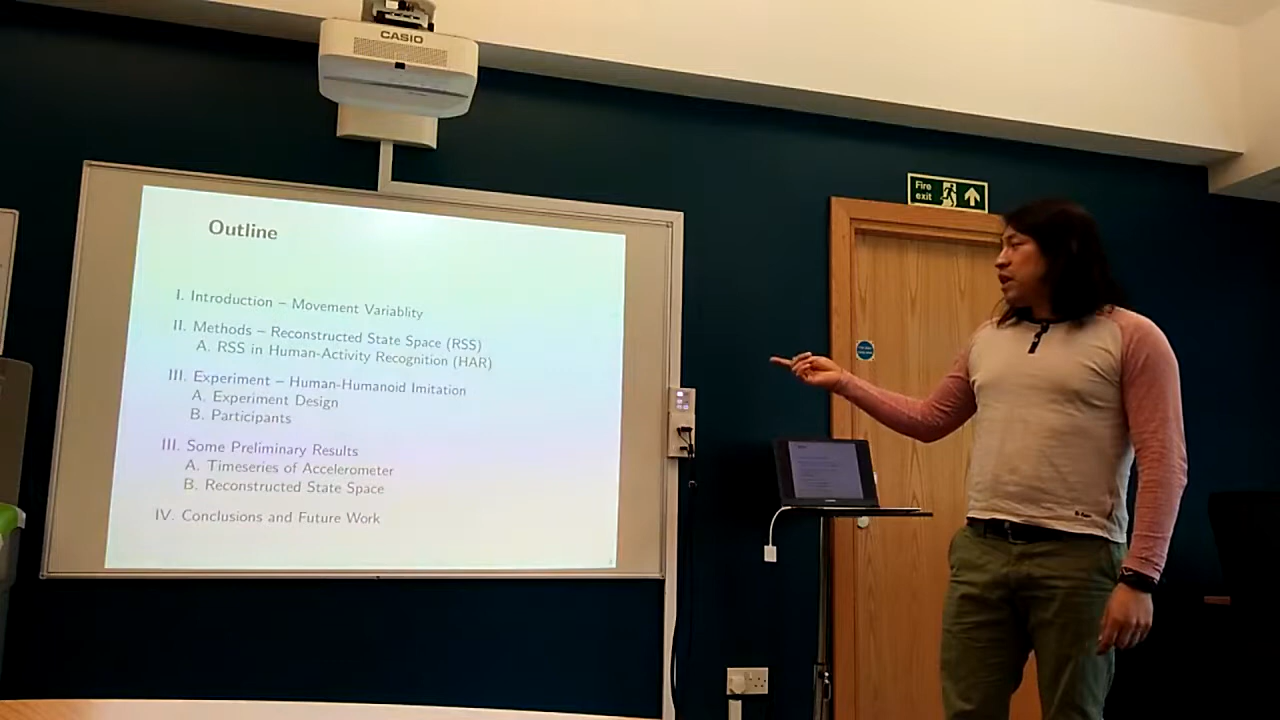 CASIO
Fire
exit
Outline
I. Introduction – Movement Variablity
II. Methods – Reconstructed State Space (RSS)
A. RSS in Human-Activity Recognition (HAR)
III. Experiment – Human-Humanoid Imitation
A. Experiment Design
B. Participants
III. Some Preliminary Results
A. Timeseries of Accelerometer
B. Reconstructed State Space
IV. Conclusions and Future Work